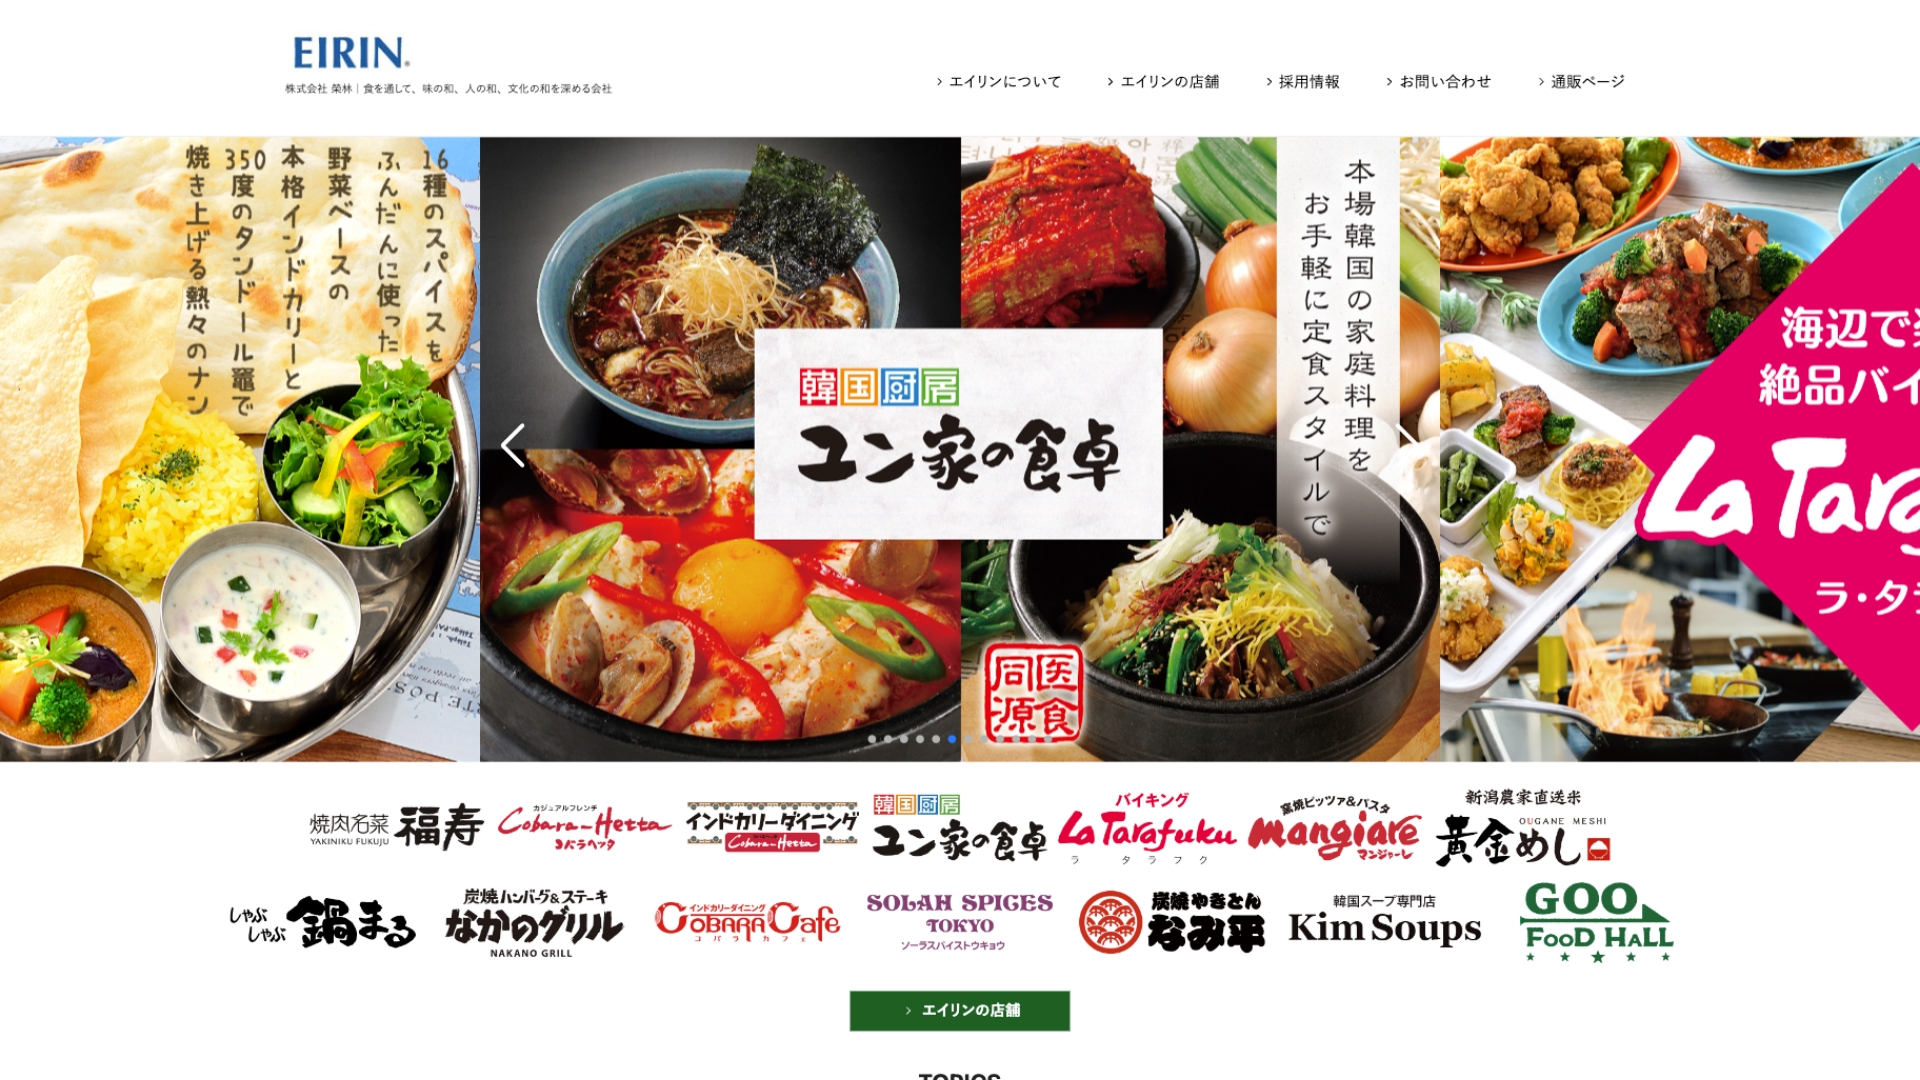 EIRIN
株式会社 榮林｜食を通して、味の和、人の和、文化の和を深める会社
エイリンについて
エイリンの店舗
採用情報
お問い合わせ
通販ページ
16種のスパイスを
ふんだんに使った
野菜ベースの
本格インドカリーと
350度のタンドール竈で
焼き上げる熱々のナン
韓国厨房
ユン家の食卓
本場韓国の家庭料理を
お手軽に定食スタイルで
医食同源
海辺で
絶品バイ
La Tara
ラ・タ
焼肉名菜 福寿
YAKINIKU FUKUJU
カジュアルフレンチ
Cobara-Hetta
コバラヘッタ
インドカリーダイニング
Cobara-Hetta
韓国厨房
ユン家の食卓
バイキング
La Tarafuku
ラ タラフク
窯焼ピッツァ&パスタ
mangiare
マンジャーレ
新潟農家直送米
OUGANE MESHI
黄金めし
しゃぶしゃぶ 鍋まる
炭焼ハンバーグ&ステーキ
なかのグリル
NAKANO GRILL
インドカリーダイニング
COBARA Cafe
コバラカフェ
SOLAH SPICES
TOKYO
ソーラスパイストウキョウ
炭焼やきとん
なみ平
韓国スープ専門店
Kim Soups
GOO
FOOD HALL
エイリンの店舗
TOPICS